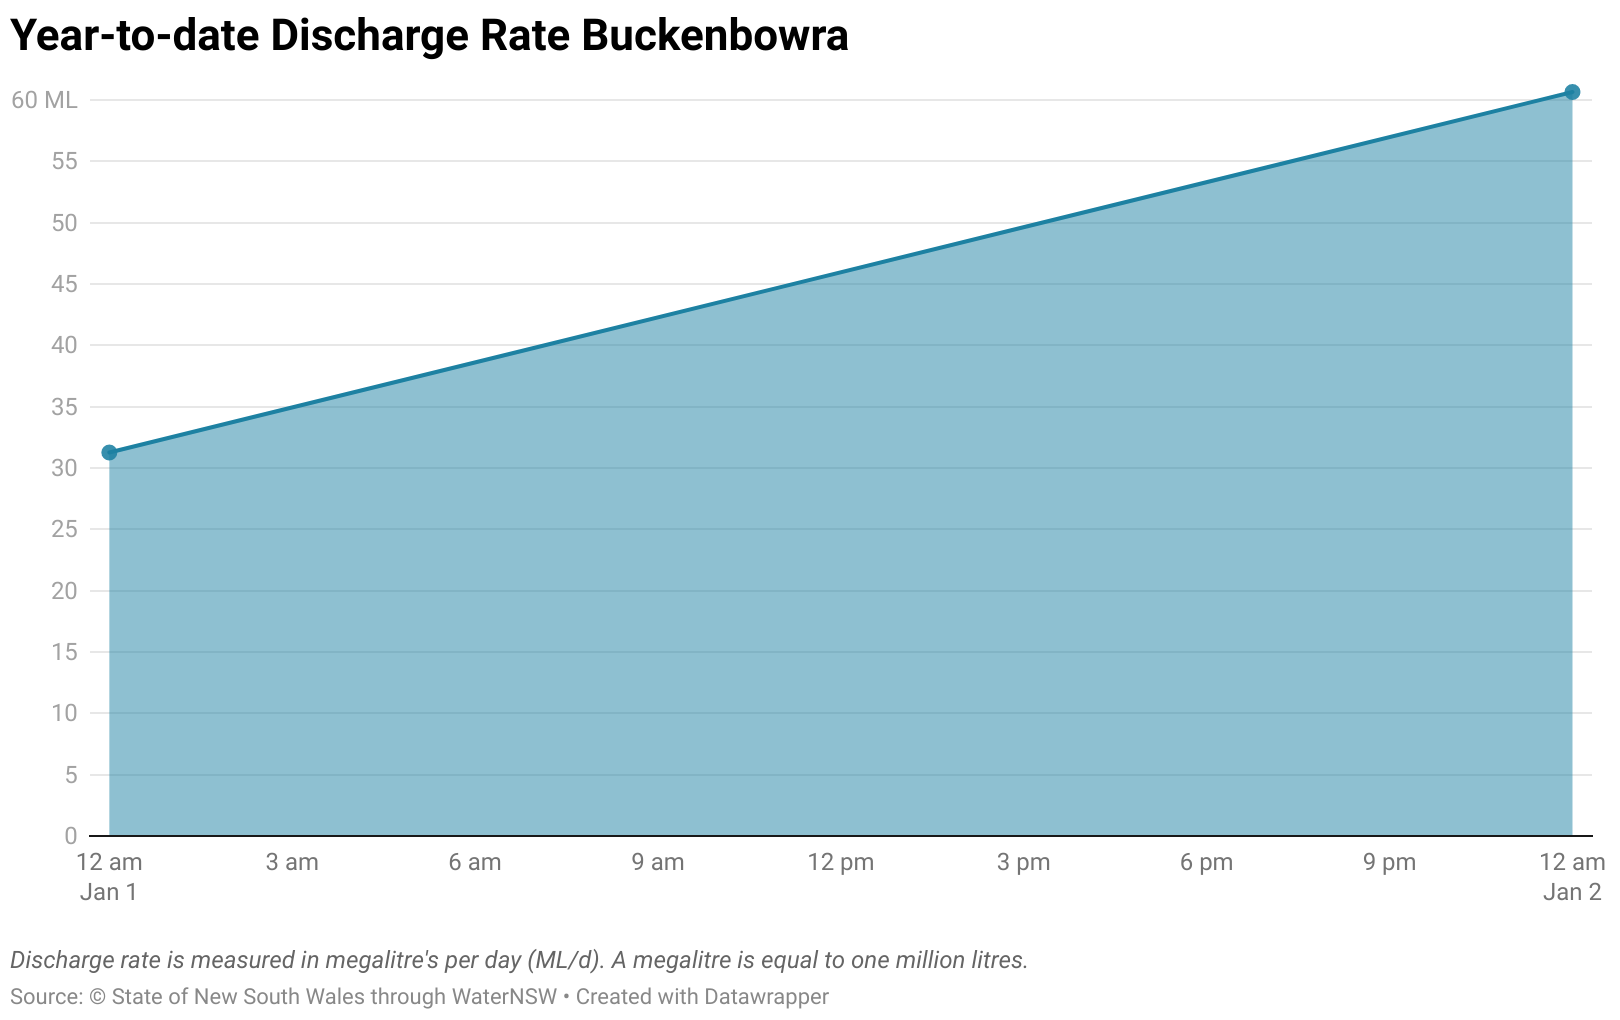 Year-to-date Discharge Rate Buckenbowra
60 ML
55
50
45
40
35
30
25
20
15
10
5
0
12 am 3 am 6 am 9 am 12 pm 3 pm 6 pm 9 pm 12 am
Jan 1 Jan 2
Discharge rate is measured in megalitre's per day (ML/d). A megalitre is equal to one million litres.
Source: © State of New South Wales through WaterNSW • Created with Datawrapper